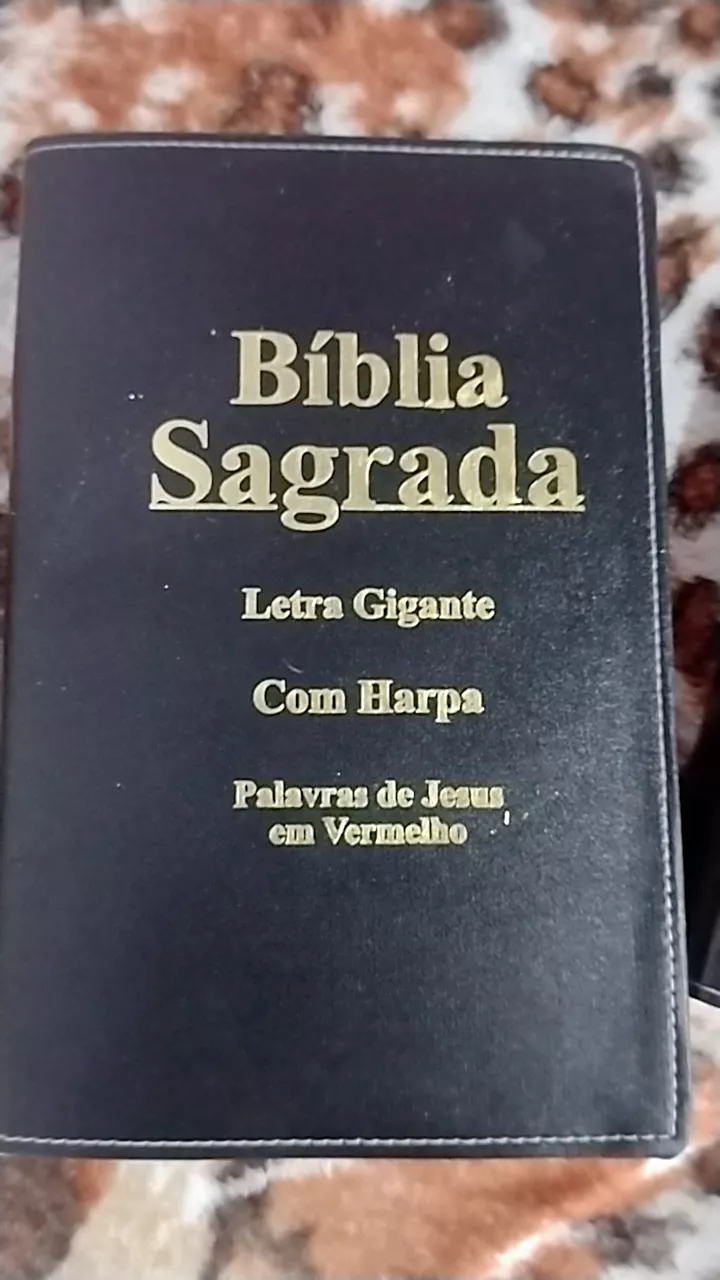 Bíblia
Sagrada
Letra Gigante
Com Harpa
Palavras de Jesus
em Vermelho